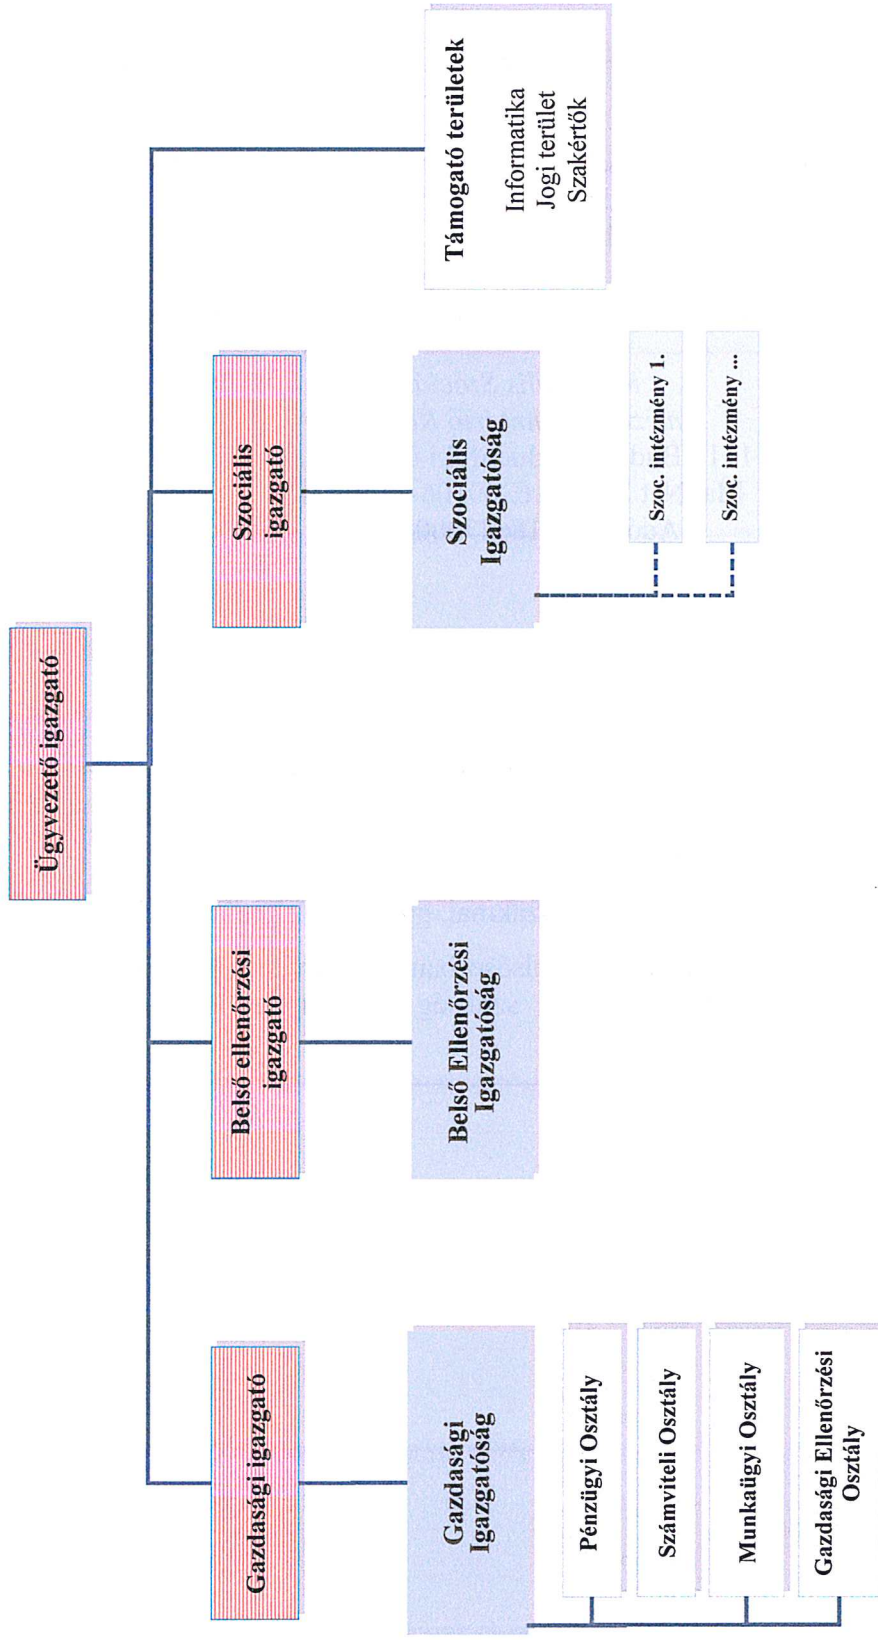 Ügyvezető igazgató
Gazdasági igazgató
Belső ellenőrzési
igazgató
Szociális
igazgató
Gazdasági
Igazgatóság
Belső Ellenőrzési
Igazgatóság
Szociális
Igazgatóság
Támogató területek
Informatika
Jogi terület
Szakértők
Pénzügyi Osztály
Számviteli Osztály
Munkaügyi Osztály
Gazdasági Ellenőrzési
Osztály
Szoc. intézmény 1.
Szoc. intézmény ...